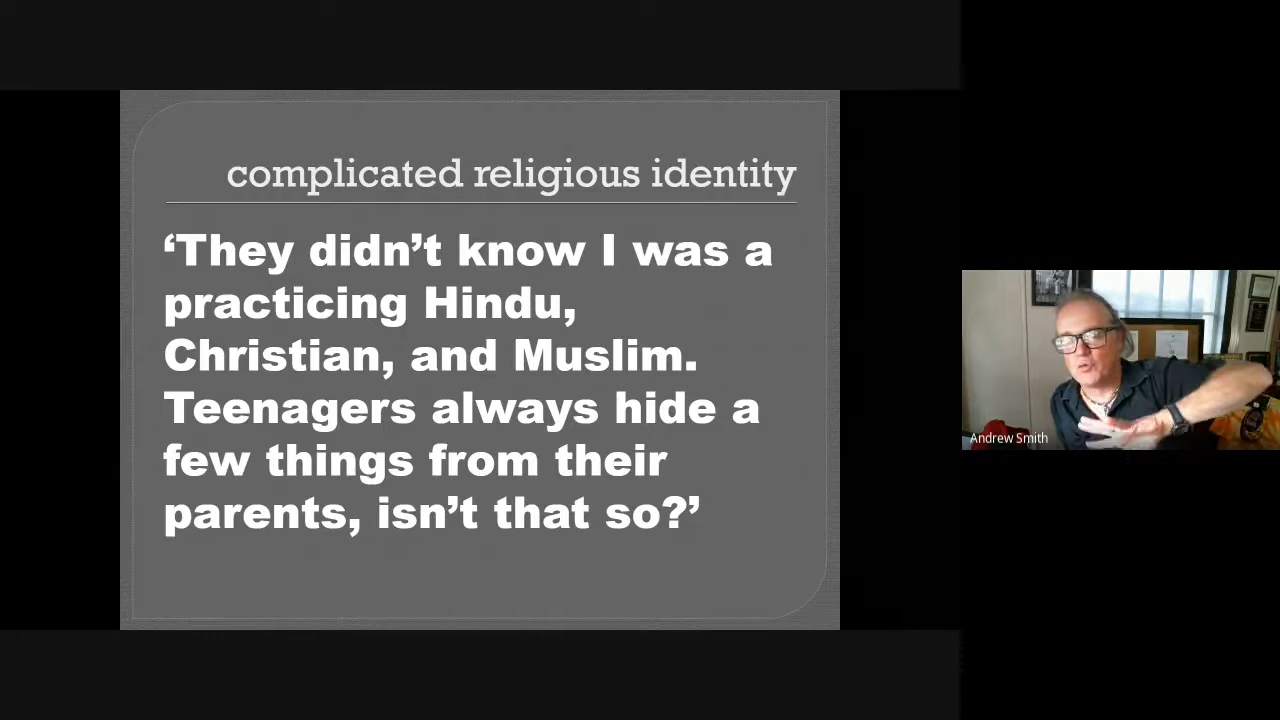 complicated religious identity
‘They didn’t know I was a
practicing Hindu,
Christian, and Muslim.
Teenagers always hide a
few things from their
parents, isn’t that so?’
Andrew Smith